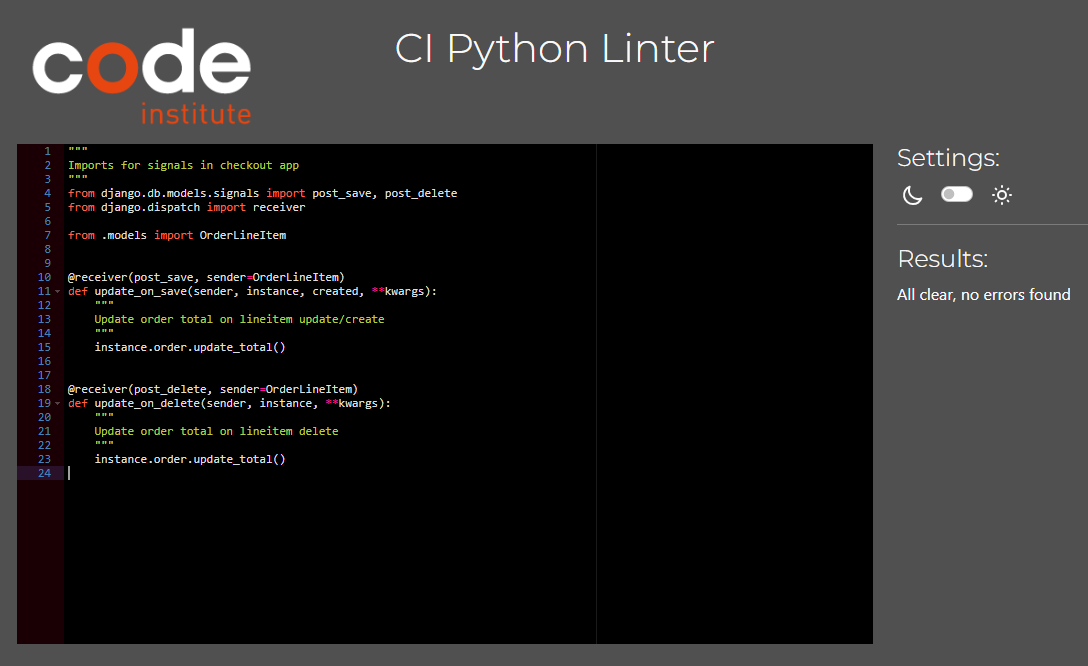 code
institute
CI Python Linter
1 """
2 Imports for signals in checkout app
3 """
4 from django.db.models.signals import post_save, post_delete
5 from django.dispatch import receiver
6
7 from .models import OrderLineItem
8
9
10 @receiver(post_save, sender=OrderLineItem)
11 def update_on_save(sender, instance, created, **kwargs):
12     """
13     Update order total on lineitem update/create
14     """
15     instance.order.update_total()
16
17
18 @receiver(post_delete, sender=OrderLineItem)
19 def update_on_delete(sender, instance, **kwargs):
20     """
21     Update order total on lineitem delete
22     """
23     instance.order.update_total()
24
Settings:
Results:
All clear, no errors found